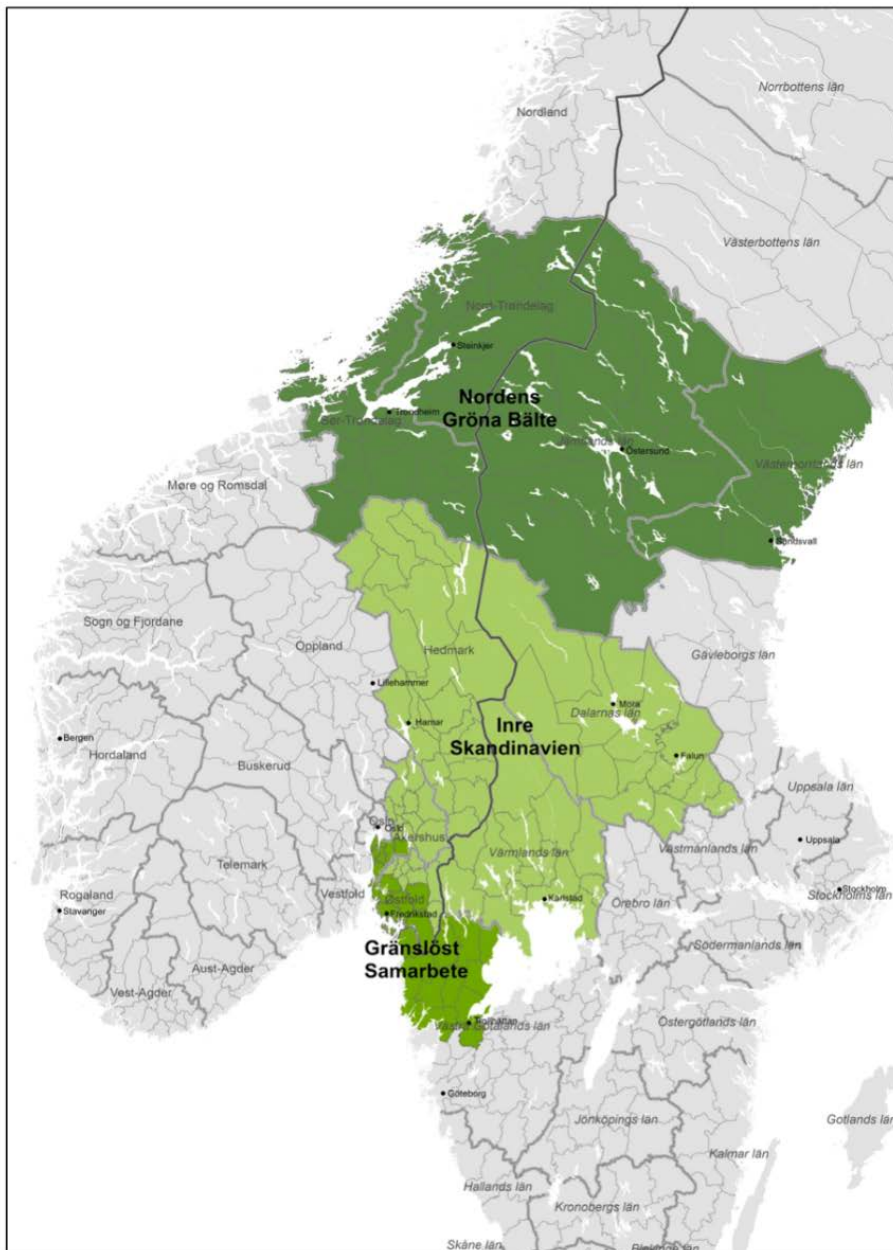 Norrbottens län
Nordland
Västerbottens län
Nord-Trøndelag
Steinkjer
Nordens
Gröna Bälte
Trondheim
Sør-Trøndelag
Jämtlands län
Östersund
Västernorrlands län
Møre og Romsdal
Sundsvall
Sogn og Fjordane
Oppland
Hedmark
Gävleborgs län
Lillehammer
Mora
Dalarnas län
Hamar
Inre
Skandinavien
Bergen
Hordaland
Falun
Buskerud
Uppsala län
Oslo
Oslo
Akershus
Uppsala
Telemark
Värmlands län
Västmanlands län
Rogaland
Vestfold
Østfold
Karlstad
Örebro län
Stockholm
Stockholms län
Stavanger
Fredrikstad
Gränslöst
Samarbete
Södermanlands län
Aust-Agder
Vest-Agder
Trollhättan
Västra Götalands län
Östergötlands län
Göteborg
Jönköpings län
Gotlands län
Kalmar län
Hallands län
Kronobergs län
Skåne län